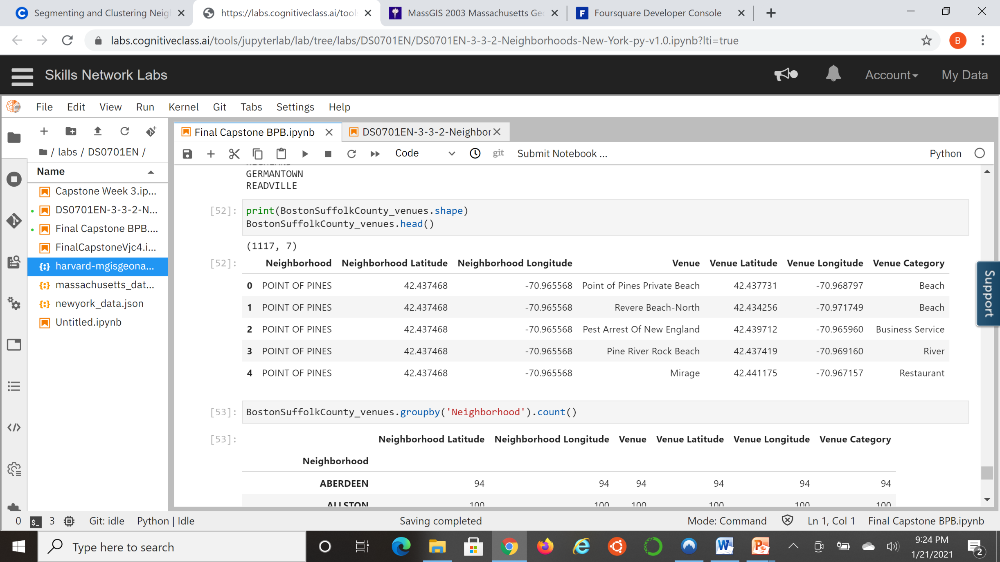 Segmenting and Clustering Neig
https://labs.cognitiveclass.ai/tool
MassGIS 2003 Massachusetts Geo
Foursquare Developer Console
labs.cognitiveclass.ai/tools/jupyterlab/lab/tree/labs/DS0701EN/DS0701EN-3-3-2-Neighborhoods-New-York-py-v1.0.ipynb?lti=true
B
Skills Network Labs
Account
My Data
File Edit View Run Kernel Git Tabs Settings Help
/ labs / DS0701EN /
Name
Capstone Week 3.ip...
DS0701EN-3-3-2-N...
Final Capstone BPB....
FinalCapstoneVjc4.i...
harvard-mgisgeona...
massachusetts_dat...
newyork_data.json
Untitled.ipynb
Final Capstone BPB.ipynb
DS0701EN-3-3-2-Neighbor
Code
git
Submit Notebook ...
Python
GERMANTOWN
READVILLE
[52]: print(BostonSuffolkCounty_venues.shape)
BostonSuffolkCounty_venues.head()
(1117, 7)
[52]: Neighborhood Neighborhood Latitude Neighborhood Longitude Venue Venue Latitude Venue Longitude Venue Category
0 POINT OF PINES 42.437468 -70.965568 Point of Pines Private Beach 42.437731 -70.968797 Beach
1 POINT OF PINES 42.437468 -70.965568 Revere Beach-North 42.434256 -70.971749 Beach
2 POINT OF PINES 42.437468 -70.965568 Pest Arrest Of New England 42.439712 -70.965960 Business Service
3 POINT OF PINES 42.437468 -70.965568 Pine River Rock Beach 42.437419 -70.969160 River
4 POINT OF PINES 42.437468 -70.965568 Mirage 42.441175 -70.967157 Restaurant
[53]: BostonSuffolkCounty_venues.groupby('Neighborhood').count()
[53]: Neighborhood Latitude Neighborhood Longitude Venue Venue Latitude Venue Longitude Venue Category
Neighborhood
ABERDEEN 94 94 94 94 94 94
ALLSTON 100 100 100 100 100 100
Support
0 3 Git: idle Python | Idle Saving completed Mode: Command Ln 1, Col 1 Final Capstone BPB.ipynb
Type here to search
9:24 PM
1/21/2021
2